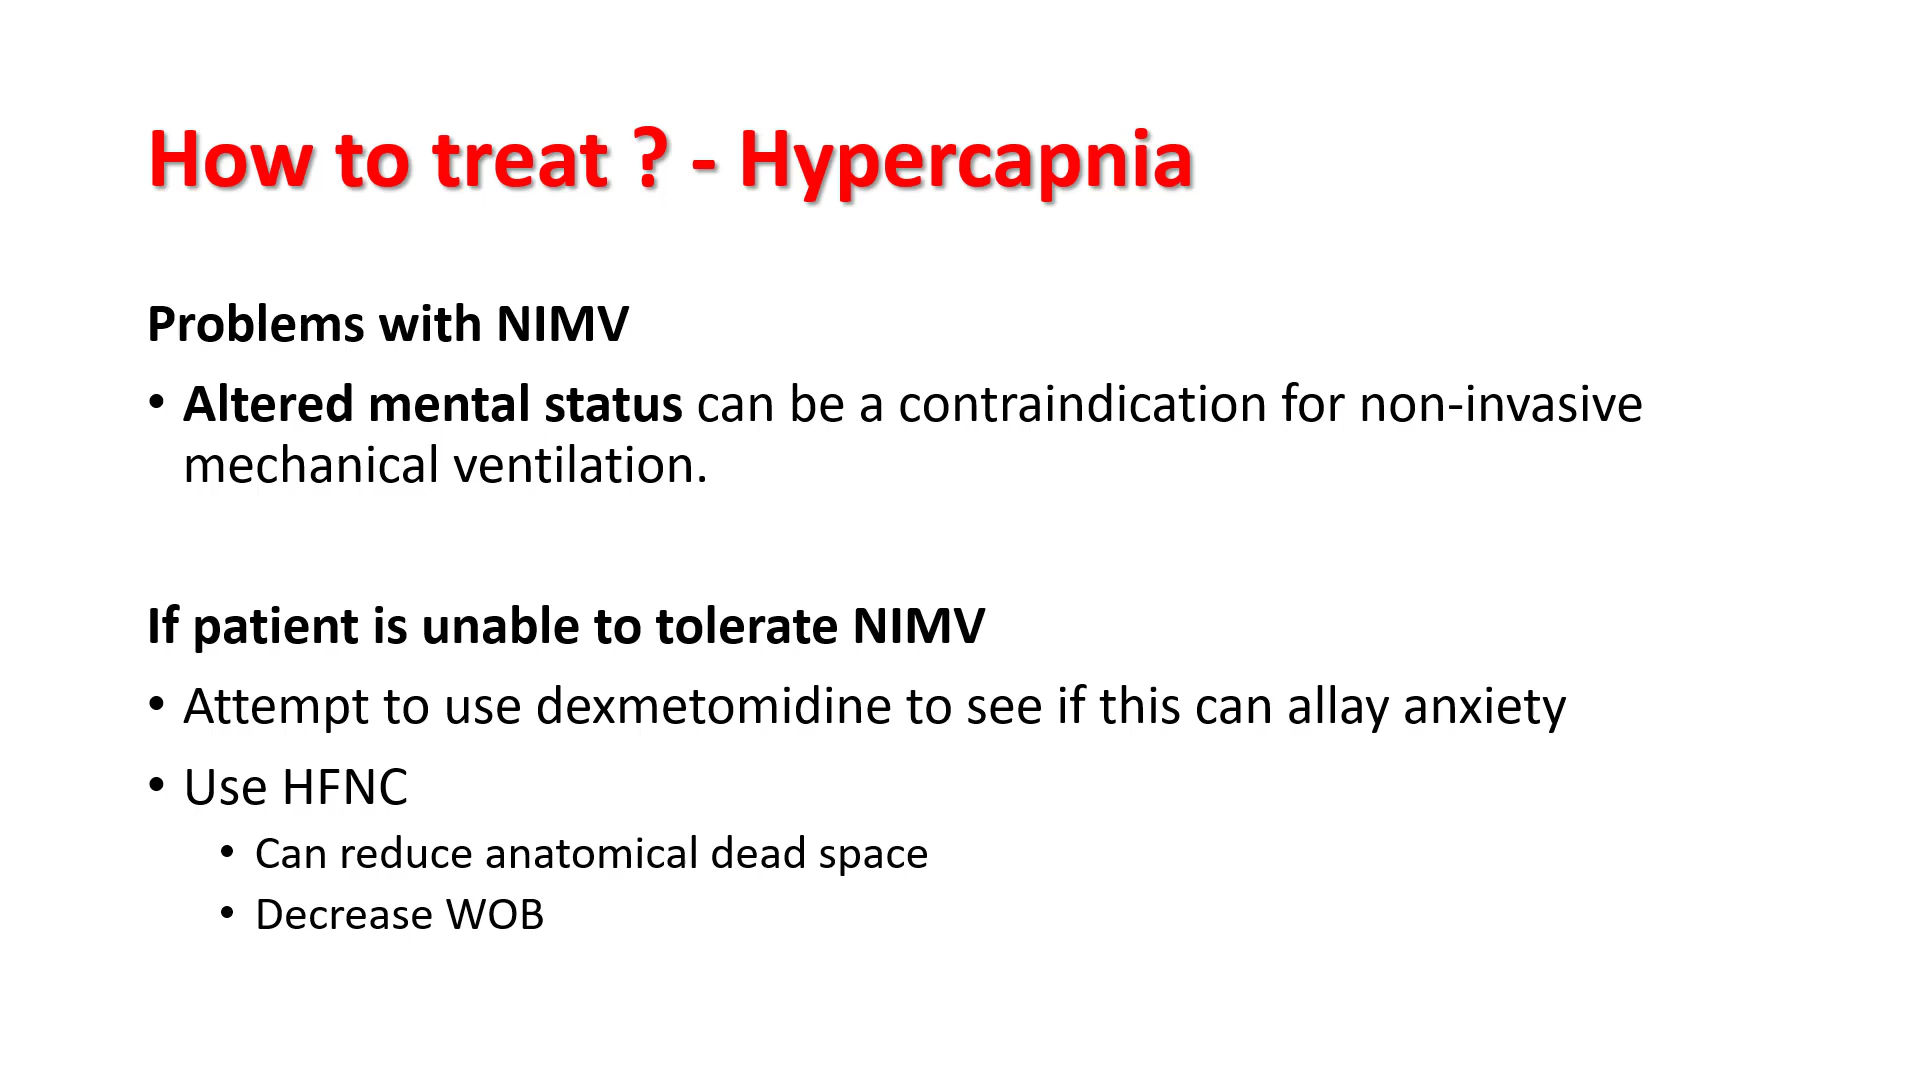 How to treat ? - Hypercapnia
Problems with NIMV
• Altered mental status can be a contraindication for non-invasive
mechanical ventilation.
If patient is unable to tolerate NIMV
• Attempt to use dexmetomidine to see if this can allay anxiety
• Use HFNC
• Can reduce anatomical dead space
• Decrease WOB